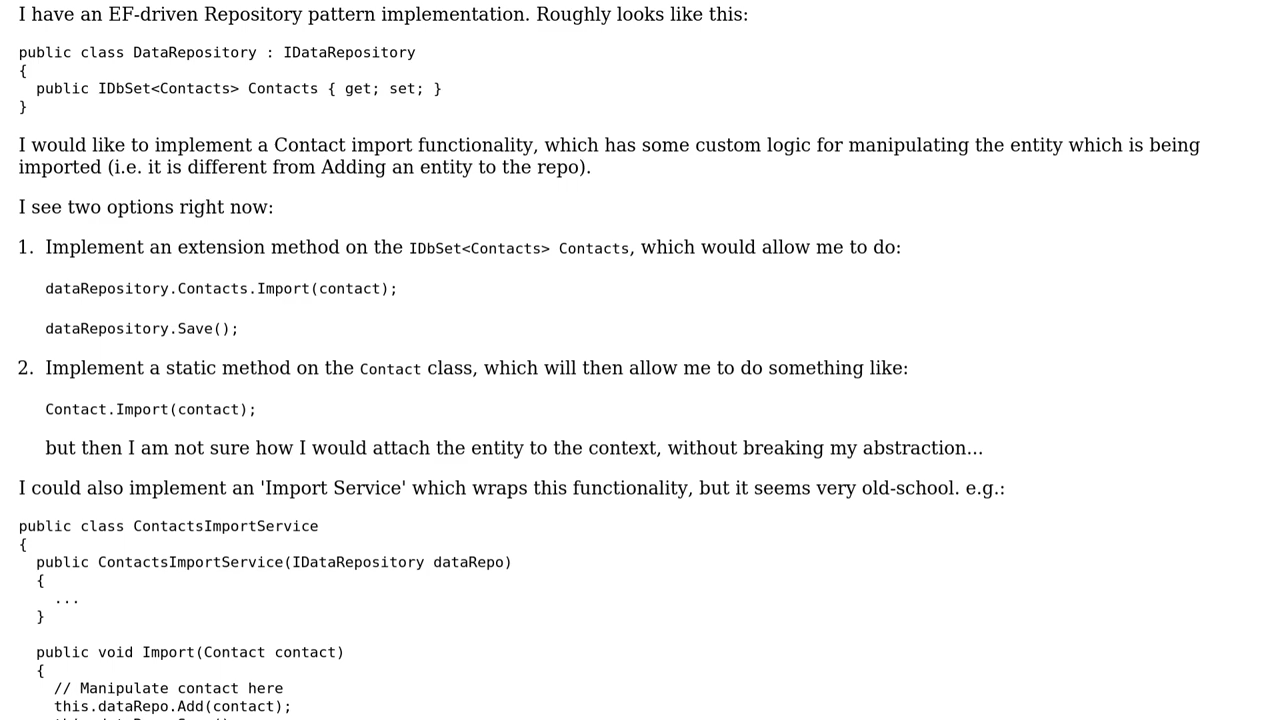 I have an EF-driven Repository pattern implementation. Roughly looks like this:
public class DataRepository : IDataRepository
{
  public IDbSet<Contacts> Contacts { get; set; }
}
I would like to implement a Contact import functionality, which has some custom logic for manipulating the entity which is being
imported (i.e. it is different from Adding an entity to the repo).
I see two options right now:
1. Implement an extension method on the IDbSet<Contacts> Contacts, which would allow me to do:
dataRepository.Contacts.Import(contact);
dataRepository.Save();
2. Implement a static method on the Contact class, which will then allow me to do something like:
Contact.Import(contact);
but then I am not sure how I would attach the entity to the context, without breaking my abstraction...
I could also implement an 'Import Service' which wraps this functionality, but it seems very old-school. e.g.:
public class ContactsImportService
{
  public ContactsImportService(IDataRepository dataRepo)
  {
    ...
  }
  public void Import(Contact contact)
  {
    // Manipulate contact here
    this.dataRepo.Add(contact);